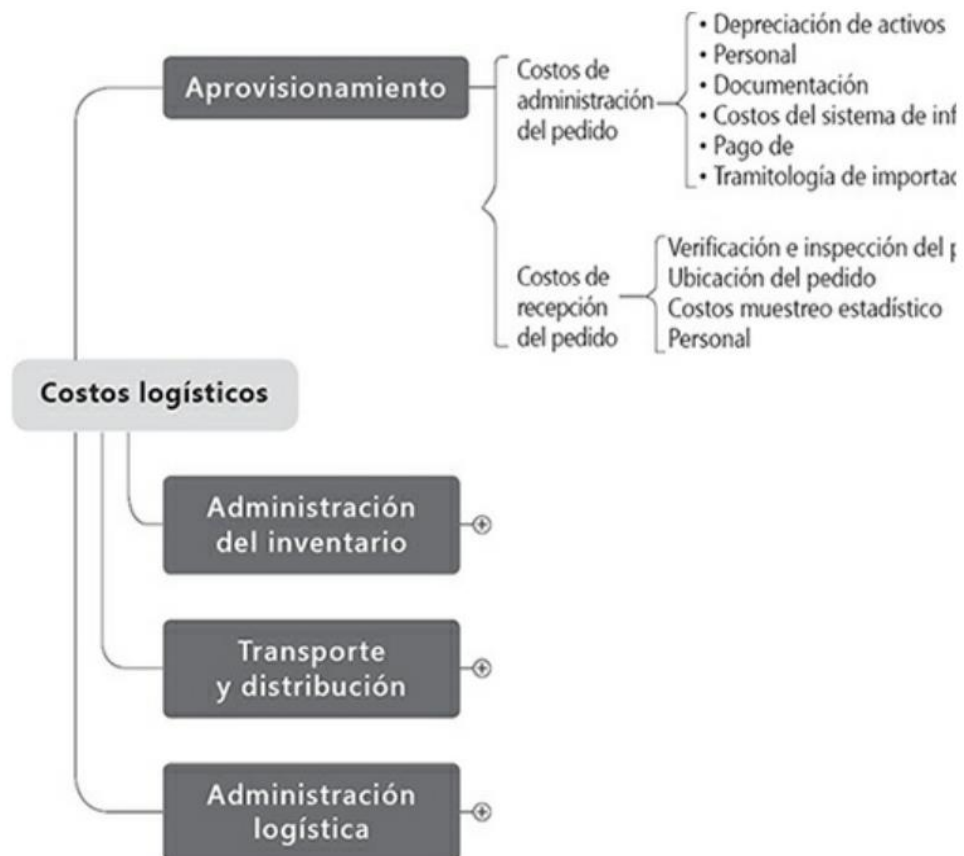 Aprovisionamiento
Costos de
administración
del pedido
• Depreciación de activos
• Personal
• Documentación
• Costos del sistema de inf
• Pago de
• Tramitología de importac
Costos de
recepción
del pedido
Verificación e inspección del p
Ubicación del pedido
Costos muestreo estadístico
Personal
Costos logísticos
Administración
del inventario
Transporte
y distribución
Administración
logística